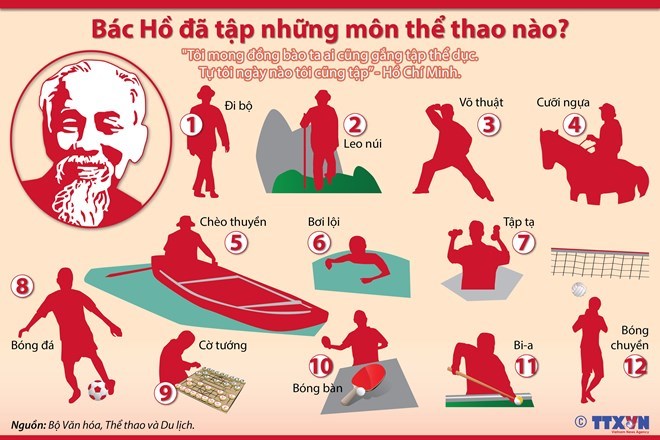 Bác Hồ đã tập những môn thể thao nào?
"Tôi mong đồng bào ta ai cũng gắng tập thể dục.
Tự tôi ngày nào tôi cũng tập”- Hồ Chí Minh.
1
Đi bộ
2
Leo núi
3
Võ thuật
4
Cưỡi ngựa
5
Chèo thuyền
6
Bơi lội
7
Tập tạ
8
Bóng đá
9
Cờ tướng
10
Bóng bàn
11
Bi-a
12
Bóng
chuyền
Nguồn: Bộ Văn hóa, Thể thao và Du lịch.
© TTXVN
Vietnam News Agency